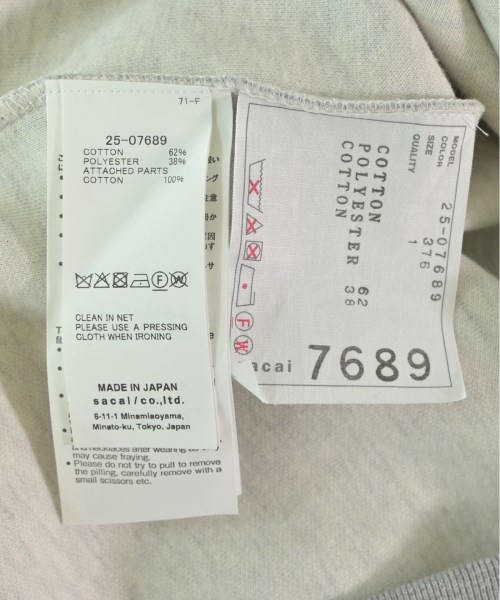 71-F
25-07689
COTTON 62%
POLYESTER 38%
ATTACHED PARTS
COTTON 100%
CLEAN IN NET
PLEASE USE A PRESSING
CLOTH WHEN IRONING
MADE IN JAPAN
sacai/co.,ltd.
6-11-1 Minamiaoyama,
Minato-ku, Tokyo, Japan
may cause fraying.
• Please do not try to pull to remove
the pilling, carefully remove with a
small scissors etc.
MODEL 25-07689
COLOR 376
SIZE 1
QUALITY
COTTON 62
POLYESTER 38
COTTON
acai 7689